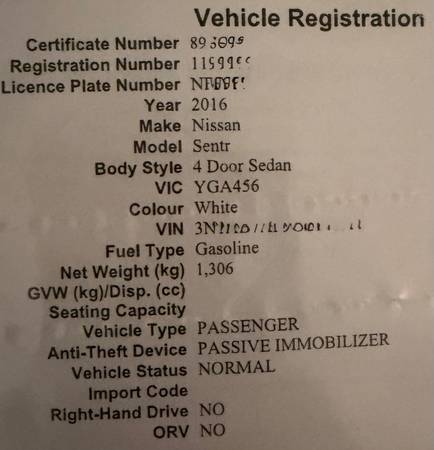 Vehicle Registration
Certificate Number
Registration Number
Licence Plate Number
Year 2016
Make Nissan
Model Sentr
Body Style 4 Door Sedan
VIC YGA456
Colour White
VIN
Fuel Type Gasoline
Net Weight (kg) 1,306
GVW (kg)/Disp. (cc)
Seating Capacity
Vehicle Type PASSENGER
Anti-Theft Device PASSIVE IMMOBILIZER
Vehicle Status NORMAL
Import Code
Right-Hand Drive NO
ORV NO